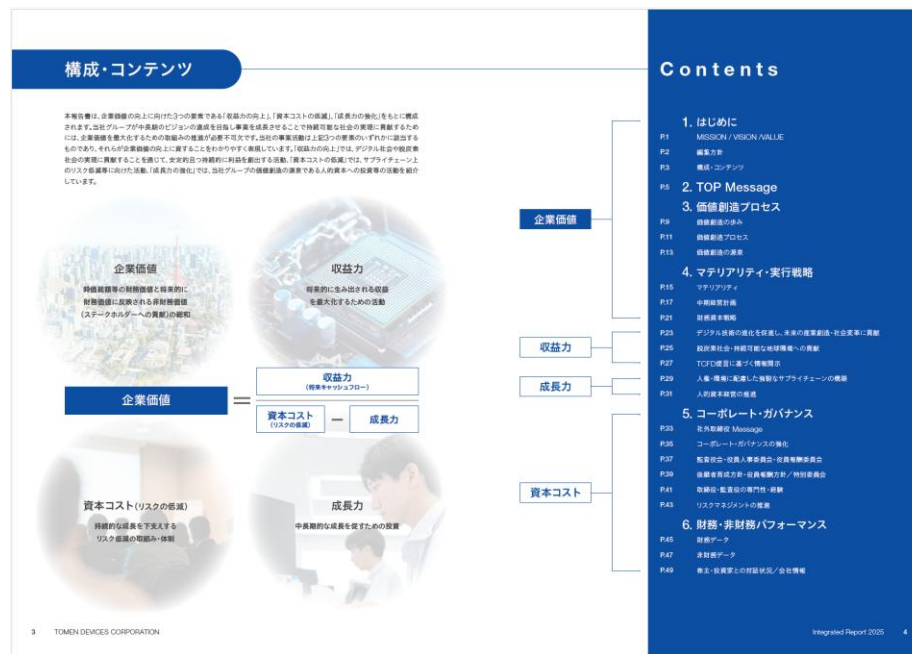 構成・コンテンツ
本報告書は、企業価値の向上に向けた3つの要素である「収益力の向上」、「資本コストの低減」、「成長力の強化」をもとに構成
されます。当社グループが中長期のビジョンの達成を目指し事業を成長させることで持続可能な社会の実現に貢献するため
には、企業価値を最大化するための取組みの推進が必要不可欠です。当社の事業活動は上記3つの要素のいずれかに該当する
ものであり、それらが企業価値の向上に資することをわかりやすく表現しています。「収益力の向上」では、デジタル社会や脱炭素
社会の実現に貢献することを通じて、安定的且つ持続的に利益を創出する活動、「資本コストの低減」では、サプライチェーン上
のリスク低減等に向けた活動、「成長力の強化」では、当社グループの価値創造の源泉である人的資本への投資等の活動を紹介
しています。
企業価値
時価総額等の財務価値と将来的に
財務価値に反映される非財務価値
(ステークホルダーへの貢献)の総和
収益力
将来的に生み出される収益
を最大化するための活動
企業価値
=
収益力
(将来キャッシュフロー)
資本コスト
(リスクの低減)
−
成長力
資本コスト(リスクの低減)
持続的な成長を下支えする
リスク低減の取組み・体制
成長力
中長期的な成長を促すための投資
3 TOMEN DEVICES CORPORATION
企業価値
収益力
成長力
資本コスト
Contents
1. はじめに
P.1 MISSION / VISION /VALUE
P.2 編集方針
P.3 構成・コンテンツ
P.5 2. TOP Message
3. 価値創造プロセス
P.9 価値創造の歩み
P.11 価値創造プロセス
P.13 価値創造の源泉
4. マテリアリティ・実行戦略
P.15 マテリアリティ
P.17 中期経営計画
P.21 財務資本戦略
P.23 デジタル技術の進化を促進し、未来の産業創造・社会変革に貢献
P.25 脱炭素社会・持続可能な地球環境への貢献
P.27 TCFD提言に基づく情報開示
P.29 人権・環境に配慮した強靭なサプライチェーンの構築
P.31 人的資本経営の推進
5. コーポレート・ガバナンス
P.33 社外取締役 Message
P.35 コーポレート・ガバナンスの強化
P.37 監査役会・役員人事委員会・役員報酬委員会
P.39 後継者育成方針・役員報酬方針/特別委員会
P.41 取締役・監査役の専門性・経験
P.43 リスクマネジメントの推進
6. 財務・非財務パフォーマンス
P.45 財務データ
P.47 非財務データ
P.49 株主・投資家との対話状況/会社情報
Integrated Report 2025 4